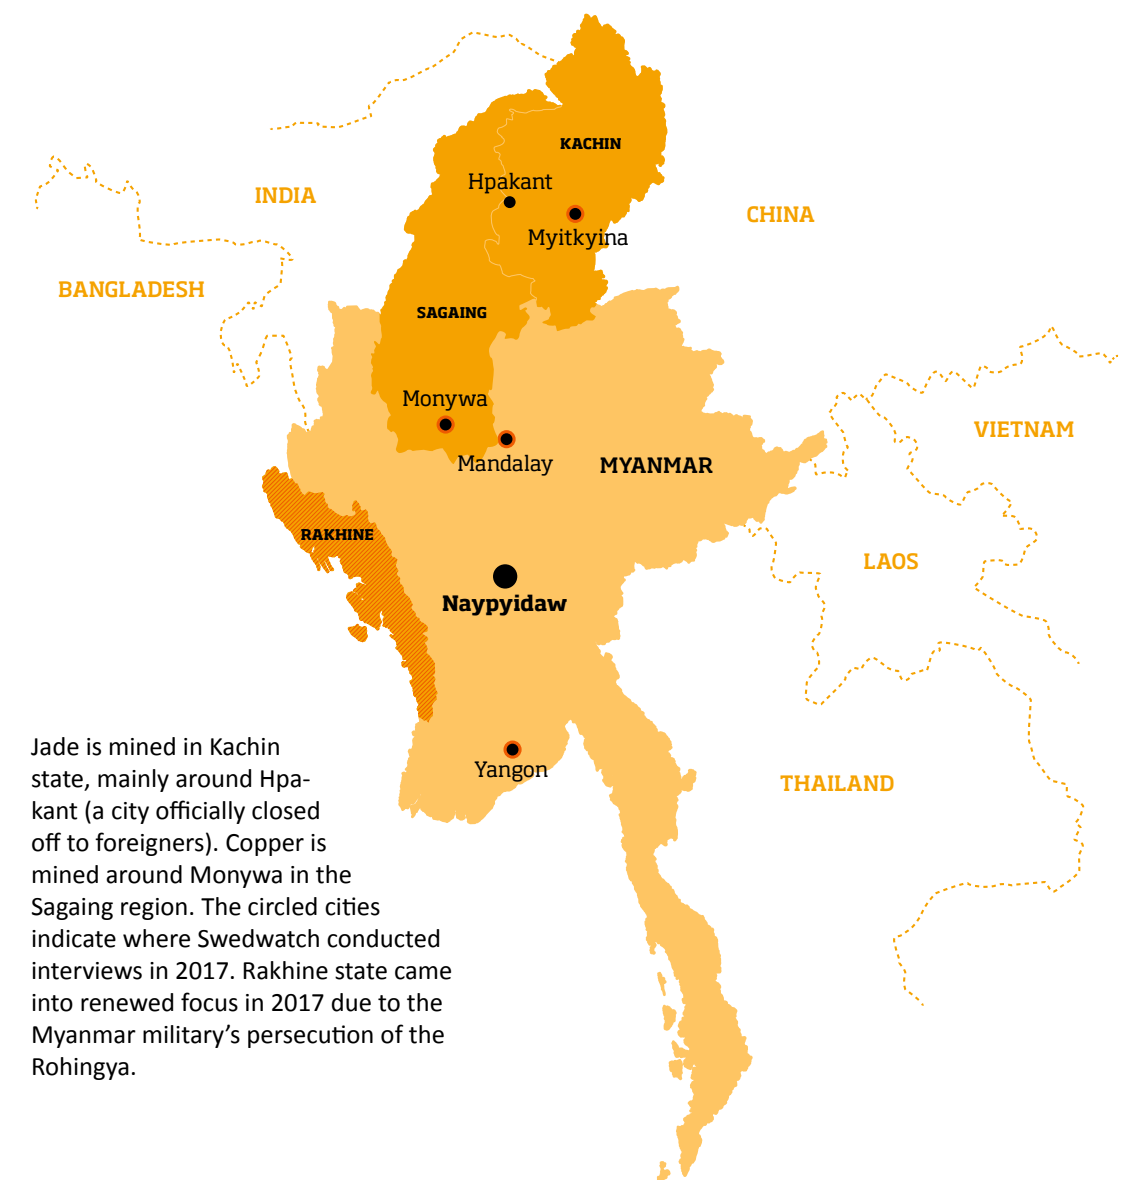 KACHIN
Hpakant
INDIA
CHINA
Myitkyina
BANGLADESH
SAGAING
Monywa
VIETNAM
Mandalay
MYANMAR
RAKHINE
LAOS
Naypyidaw
Yangon
THAILAND
Jade is mined in Kachin
state, mainly around Hpa-
kant (a city officially closed
off to foreigners). Copper is
mined around Monywa in the
Sagaing region. The circled cities
indicate where Swedwatch conducted
interviews in 2017. Rakhine state came
into renewed focus in 2017 due to the
Myanmar military’s persecution of the
Rohingya.